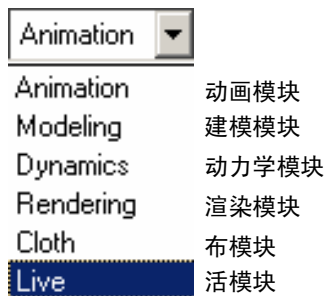 Animation
Animation 动画模块
Modeling 建模模块
Dynamics 动力学模块
Rendering 渲染模块
Cloth 布模块
Live 活模块